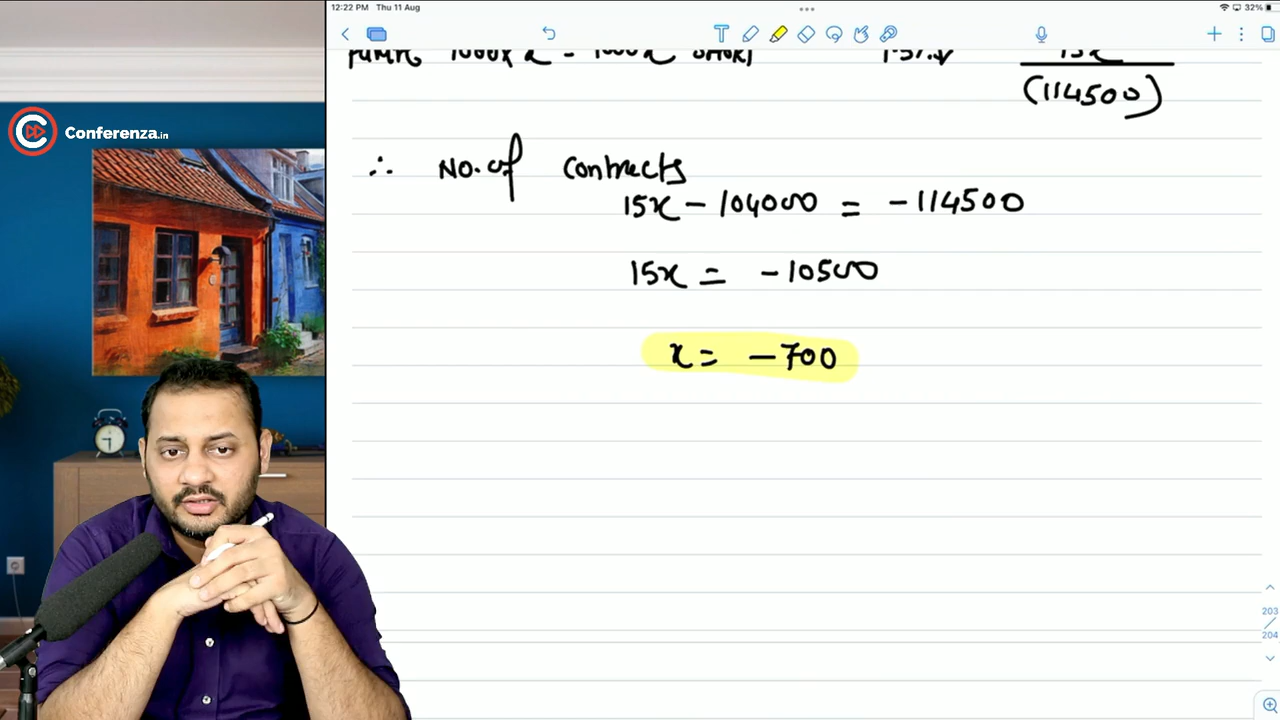 12:22 PM Thu 11 Aug
32%
15x
(114500)
Conferenza.in
∴ No. of contracts
15x - 104000 = -114500
15x = -10500
x = -700
203
204